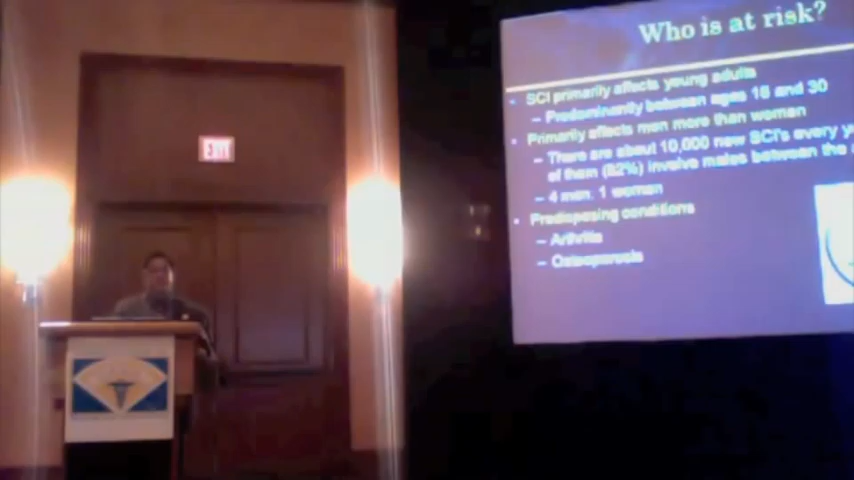 EXIT
Who is at risk?
- SCI primarily affects young adults
– Predominantly between ages 16 and 30
- Primarily affects men more than women
– There are about 10,000 new SCI's every
of them (82%) involve males between the
– 4 men: 1 woman
- Predisposing conditions
– Arthritis
– Osteoporosis